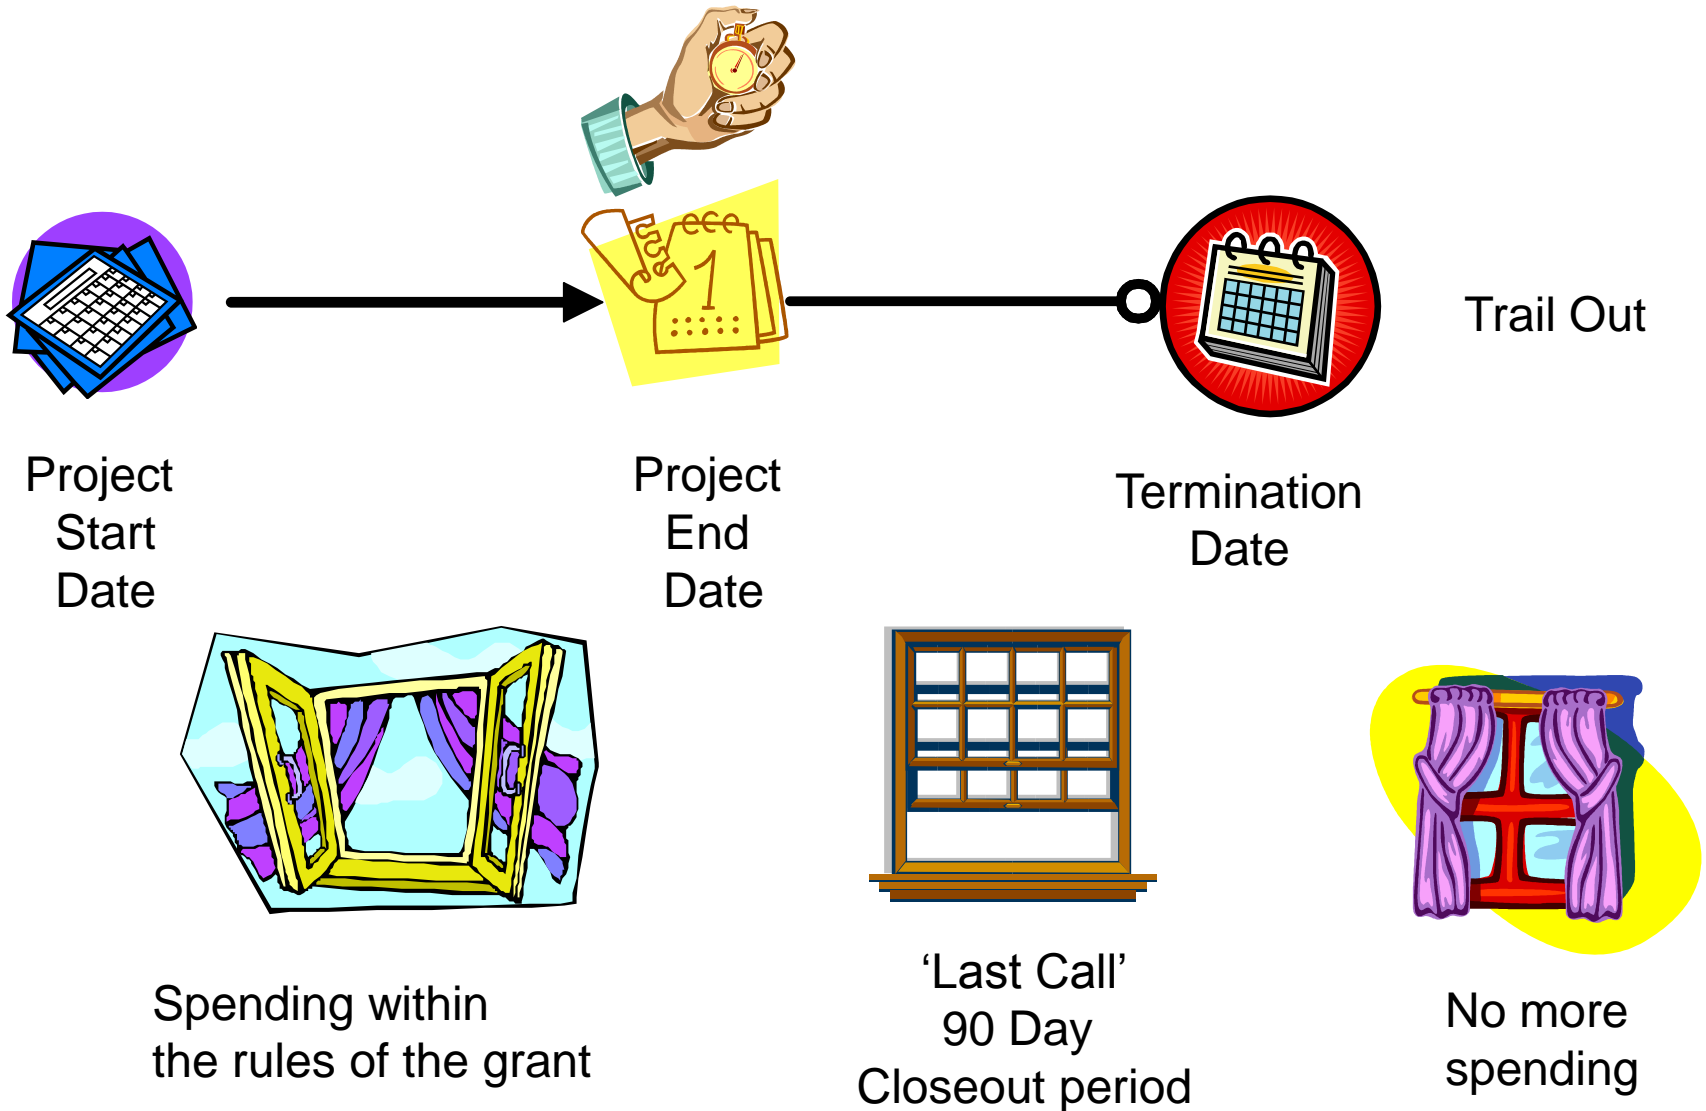 Trail Out
Project
Start
Date
Project
End
Date
Termination
Date
1
Spending within
the rules of the grant
‘Last Call’
90 Day
Closeout period
No more
spending